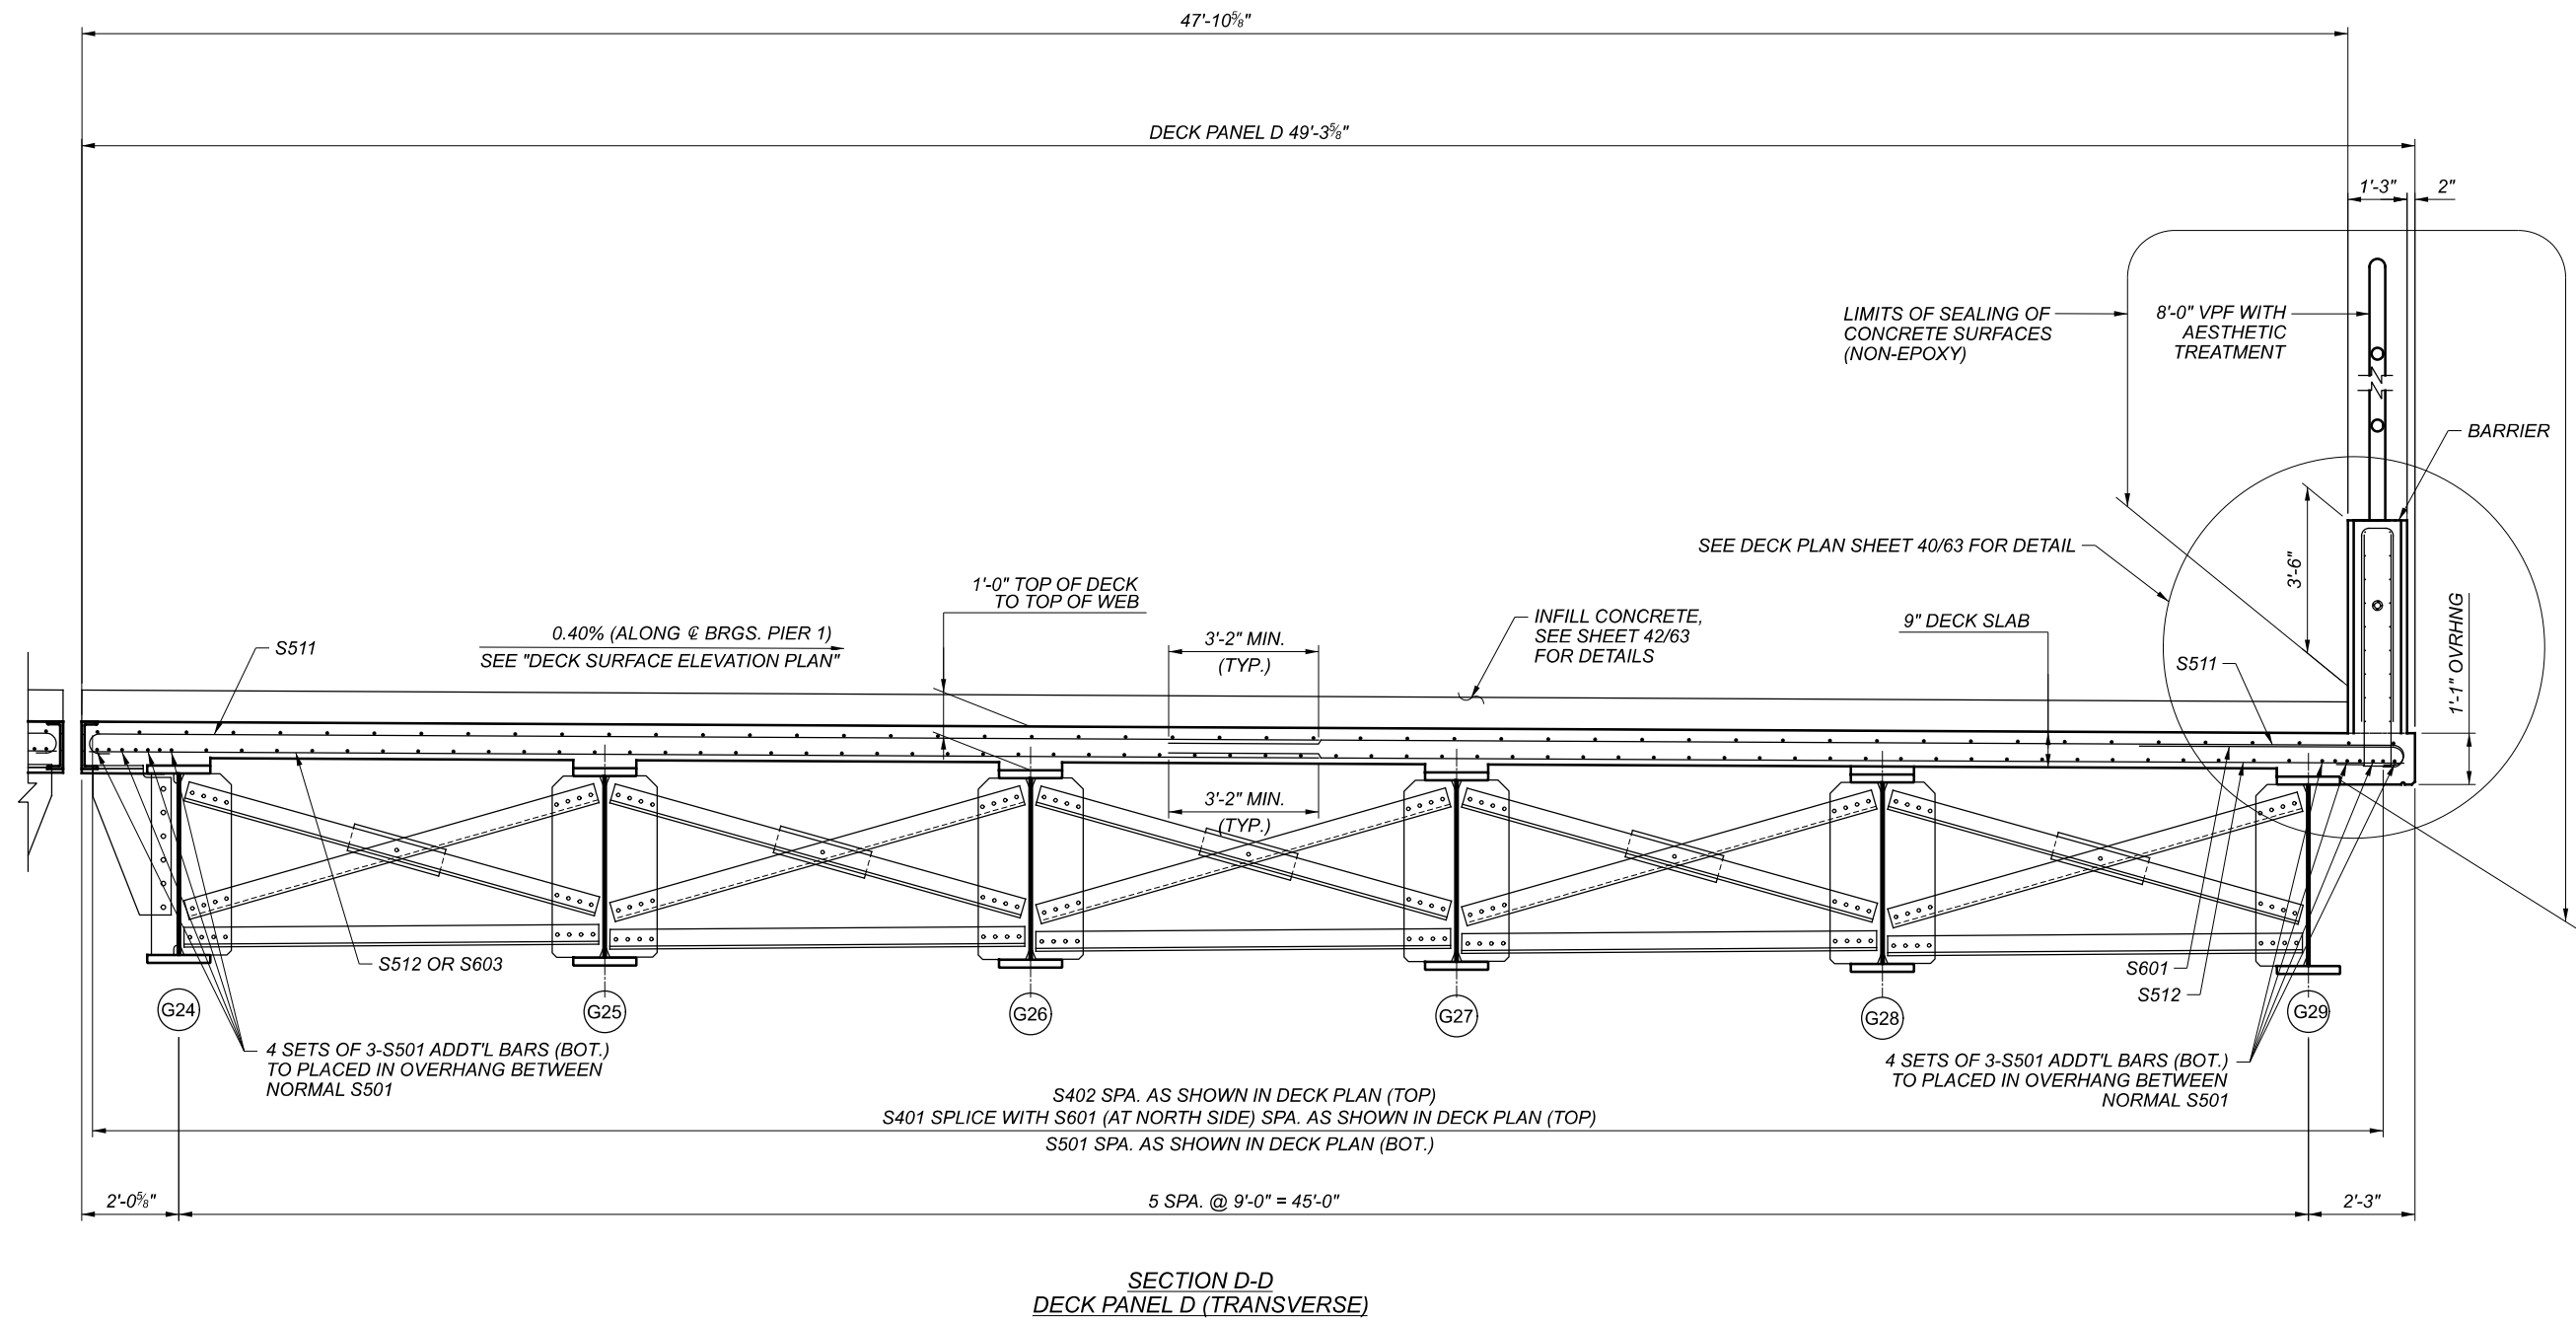 47'-10⅝"
DECK PANEL D 49'-3⅝"
1'-3"
2"
LIMITS OF SEALING OF
CONCRETE SURFACES
(NON-EPOXY)
8'-0" VPF WITH
AESTHETIC
TREATMENT
BARRIER
SEE DECK PLAN SHEET 40/63 FOR DETAIL
3'-6"
1'-1" OVRHNG
1'-0" TOP OF DECK
TO TOP OF WEB
INFILL CONCRETE,
SEE SHEET 42/63
FOR DETAILS
9" DECK SLAB
0.40% (ALONG ℄ BRGS. PIER 1)
SEE "DECK SURFACE ELEVATION PLAN"
3'-2" MIN.
(TYP.)
S511
S511
3'-2" MIN.
(TYP.)
S512 OR S603
S601
S512
G24
G25
G26
G27
G28
G29
4 SETS OF 3-S501 ADDT'L BARS (BOT.)
TO PLACED IN OVERHANG BETWEEN
NORMAL S501
4 SETS OF 3-S501 ADDT'L BARS (BOT.)
TO PLACED IN OVERHANG BETWEEN
NORMAL S501
S402 SPA. AS SHOWN IN DECK PLAN (TOP)
S401 SPLICE WITH S601 (AT NORTH SIDE) SPA. AS SHOWN IN DECK PLAN (TOP)
S501 SPA. AS SHOWN IN DECK PLAN (BOT.)
2'-0⅝"
5 SPA. @ 9'-0" = 45'-0"
2'-3"
SECTION D-D
DECK PANEL D (TRANSVERSE)